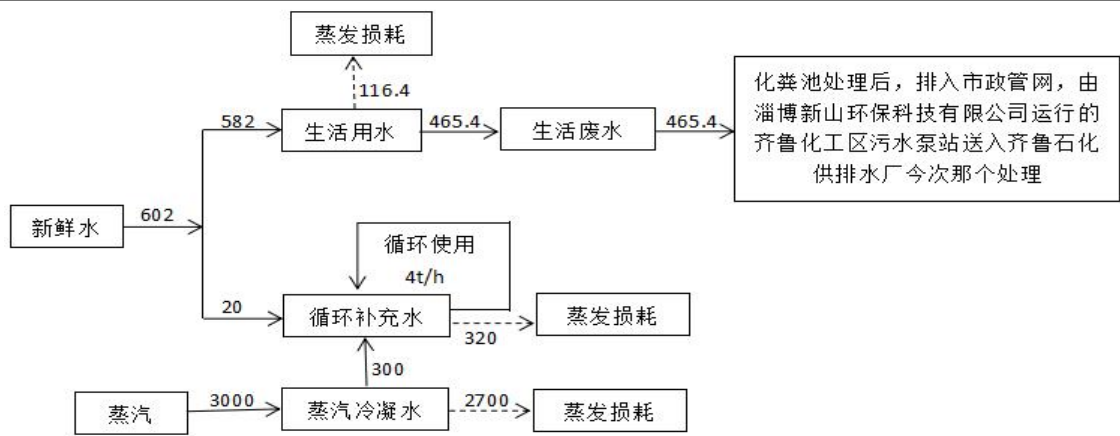 蒸发损耗
116.4
化粪池处理后，排入市政管网，由
淄博新山环保科技有限公司运行的
齐鲁化工区污水泵站送入齐鲁石化
供排水厂今次那个处理
582
生活用水
465.4
生活废水
465.4
新鲜水
602
循环使用
4t/h
20
循环补充水
320
蒸发损耗
300
蒸汽
3000
蒸汽冷凝水
2700
蒸发损耗